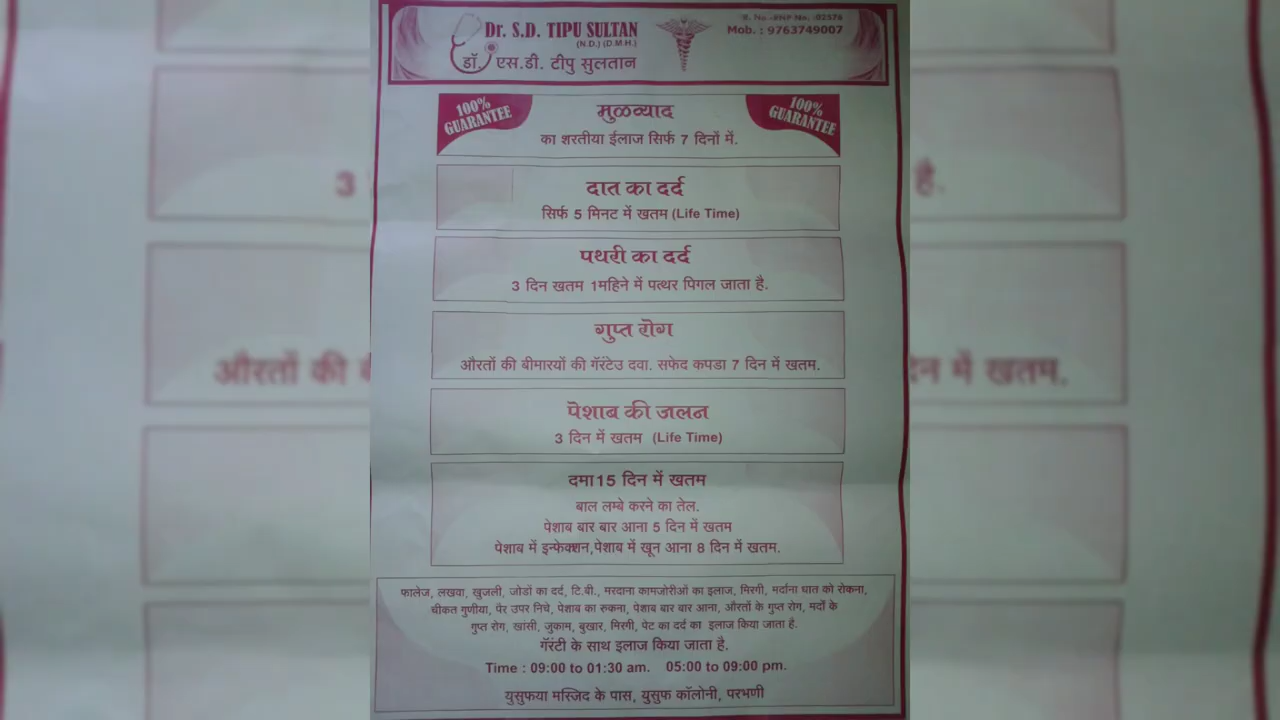 Dr. S.D. TIPU SULTAN
(N.D.) (D.M.H.)
डॉ. एस.डी. टीपु सुलतान
Mob. : 9763749007
100% GUARANTEE
मुळव्याद
100% GUARANTEE
का शरतीया ईलाज सिर्फ 7 दिनों में.
दात का दर्द
सिर्फ 5 मिनट में खतम (Life Time)
पथरी का दर्द
3 दिन खतम 1महिने में पत्थर पिगल जाता है.
गुप्त रोग
औरतों की बीमारयों की गॅरंटेउ दवा. सफेद कपडा 7 दिन में खतम.
पेशाब की जलन
3 दिन में खतम (Life Time)
दमा15 दिन में खतम
बाल लम्बे करने का तेल.
पेशाब बार बार आना 5 दिन में खतम
पेशाब में इन्फेक्शन,पेशाब में खून आना 8 दिन में खतम.
फालेज, लखवा, खुजली, जोडों का दर्द, टि.बी., मरदाना कामजोरीओं का इलाज, मिरगी, मर्दाना धात को रोकना,
चीकत गुणीया, पेर उपर निचे, पेशाब का रुकना, पेशाब बार बार आना, औरतों के गुप्त रोग, मर्दो के
गुप्त रोग, खांसी, जुकाम, बुखार, मिरगी, पेट का दर्द का इलाज किया जाता है.
गॅरंटी के साथ इलाज किया जाता है.
Time : 09:00 to 01:30 am. 05:00 to 09:00 pm.
युसुफया मस्जिद के पास, युसुफ कॉलोनी, परभणी